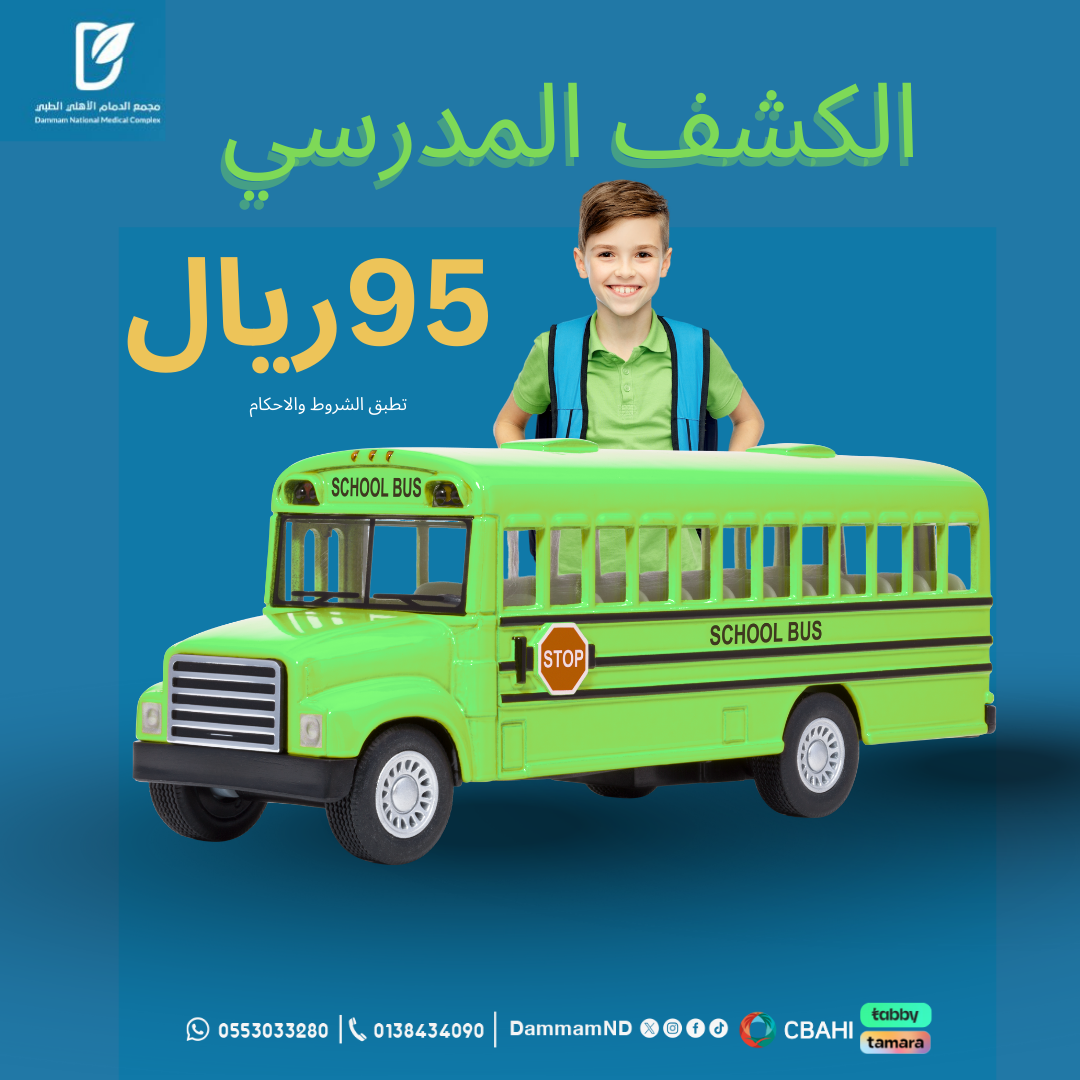 مجمع الدمام الأهلي الطبي
Dammam National Medical Complex
الكشف المدرسي
95ريال
تطبق الشروط والاحكام
SCHOOL BUS
SCHOOL BUS
STOP
0553033280 | 0138434090 | DammamND CBAHI
tabby
tamara